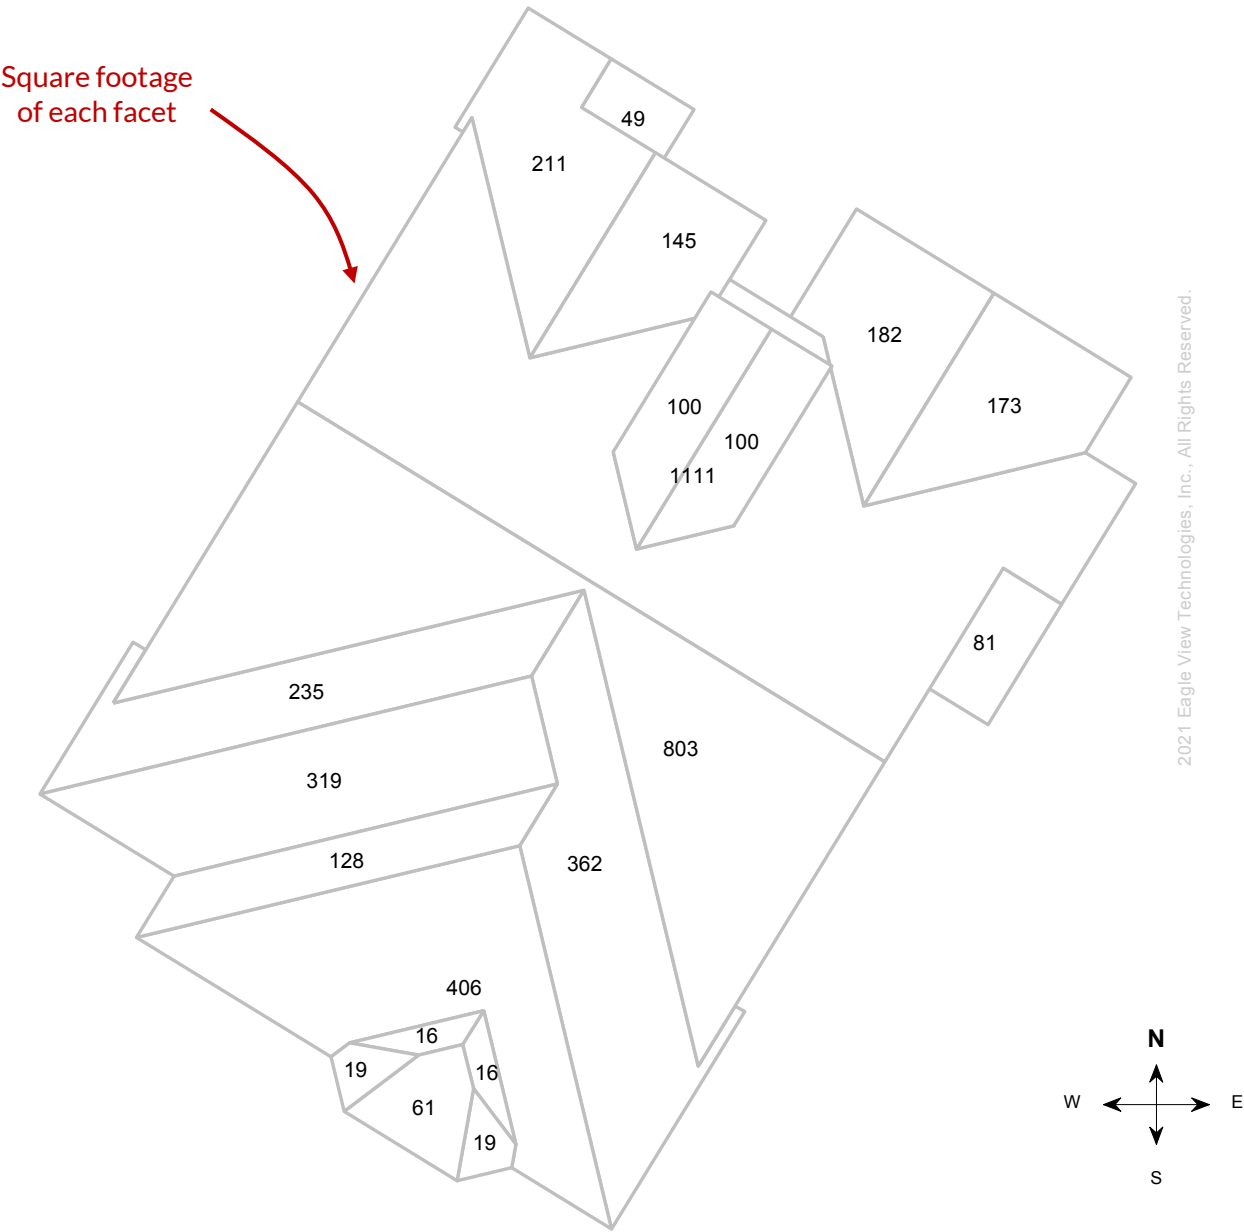 Square footage
of each facet
49
211
145
182
173
100
100
1111
81
235
803
319
128
362
406
16
19
16
61
19
N
W
E
S
2021 Eagle View Technologies, Inc., All Rights Reserved.